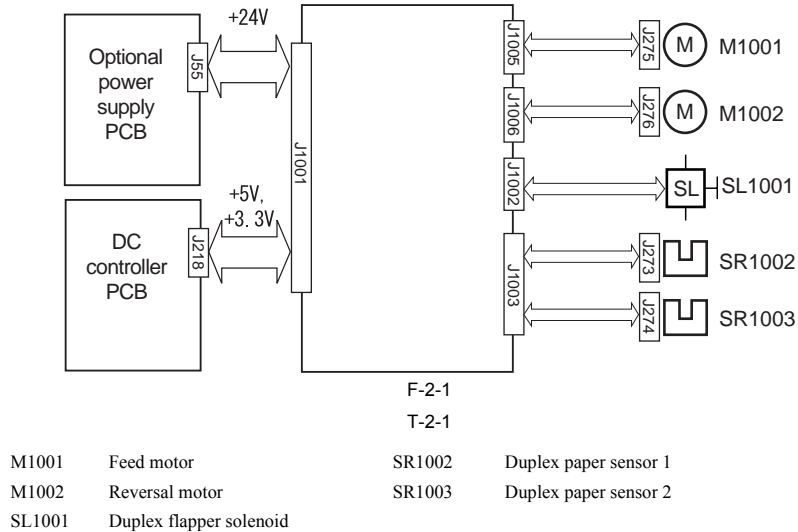 +24V
Optional
power
supply
PCB
J55
J1001
+5V,
+3.3V
DC
controller
PCB
J218
J1005
J275
M
M1001
J1006
J276
M
M1002
J1002
SL
SL1001
J1003
J273
SR1002
J274
SR1003
F-2-1
T-2-1
M1001 Feed motor SR1002 Duplex paper sensor 1
M1002 Reversal motor SR1003 Duplex paper sensor 2
SL1001 Duplex flapper solenoid